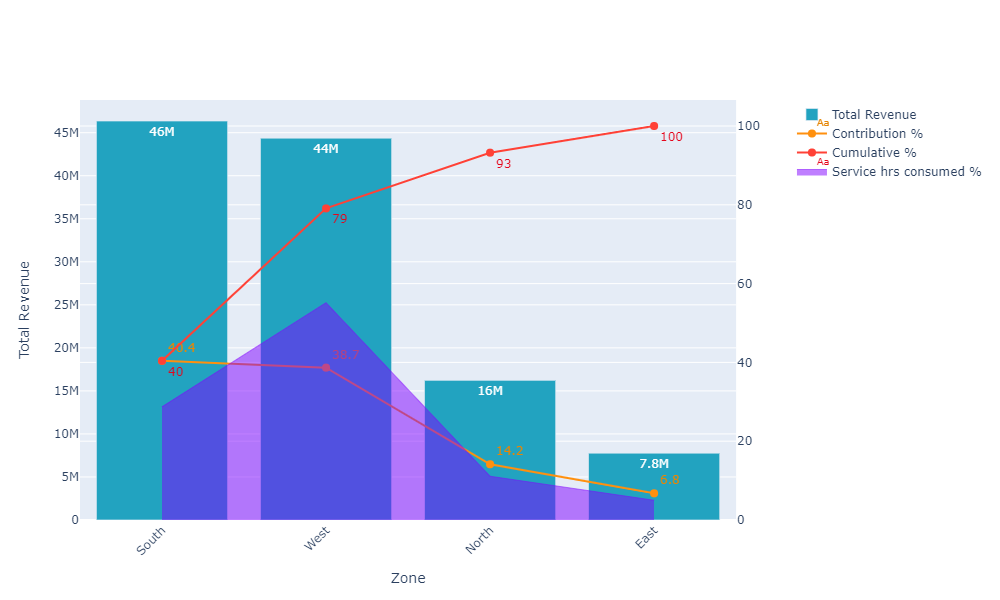 46M
44M
16M
7.8M
40.4
38.7
14.2
6.8
40
79
93
100
0
5M
10M
15M
20M
25M
30M
35M
40M
45M
Total Revenue
0
20
40
60
80
100
South
West
North
East
Zone
Total Revenue
Aa
Contribution %
Cumulative %
Aa
Service hrs consumed %